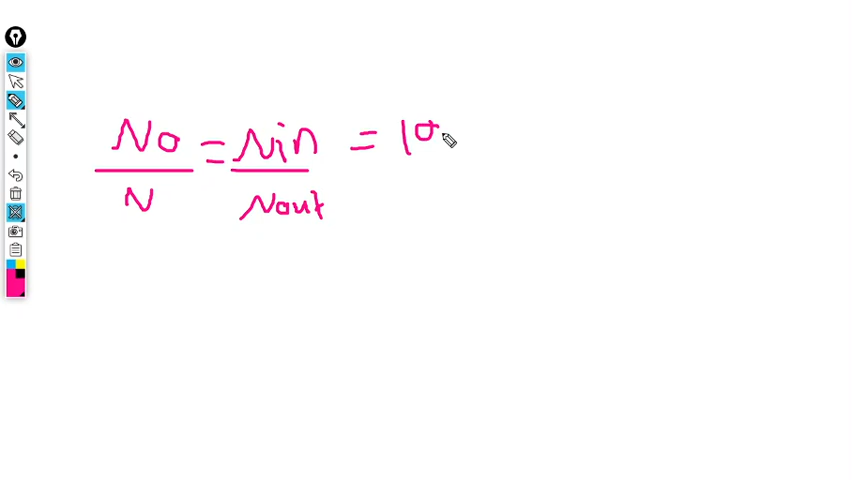 No = Nin = 10
N Nout